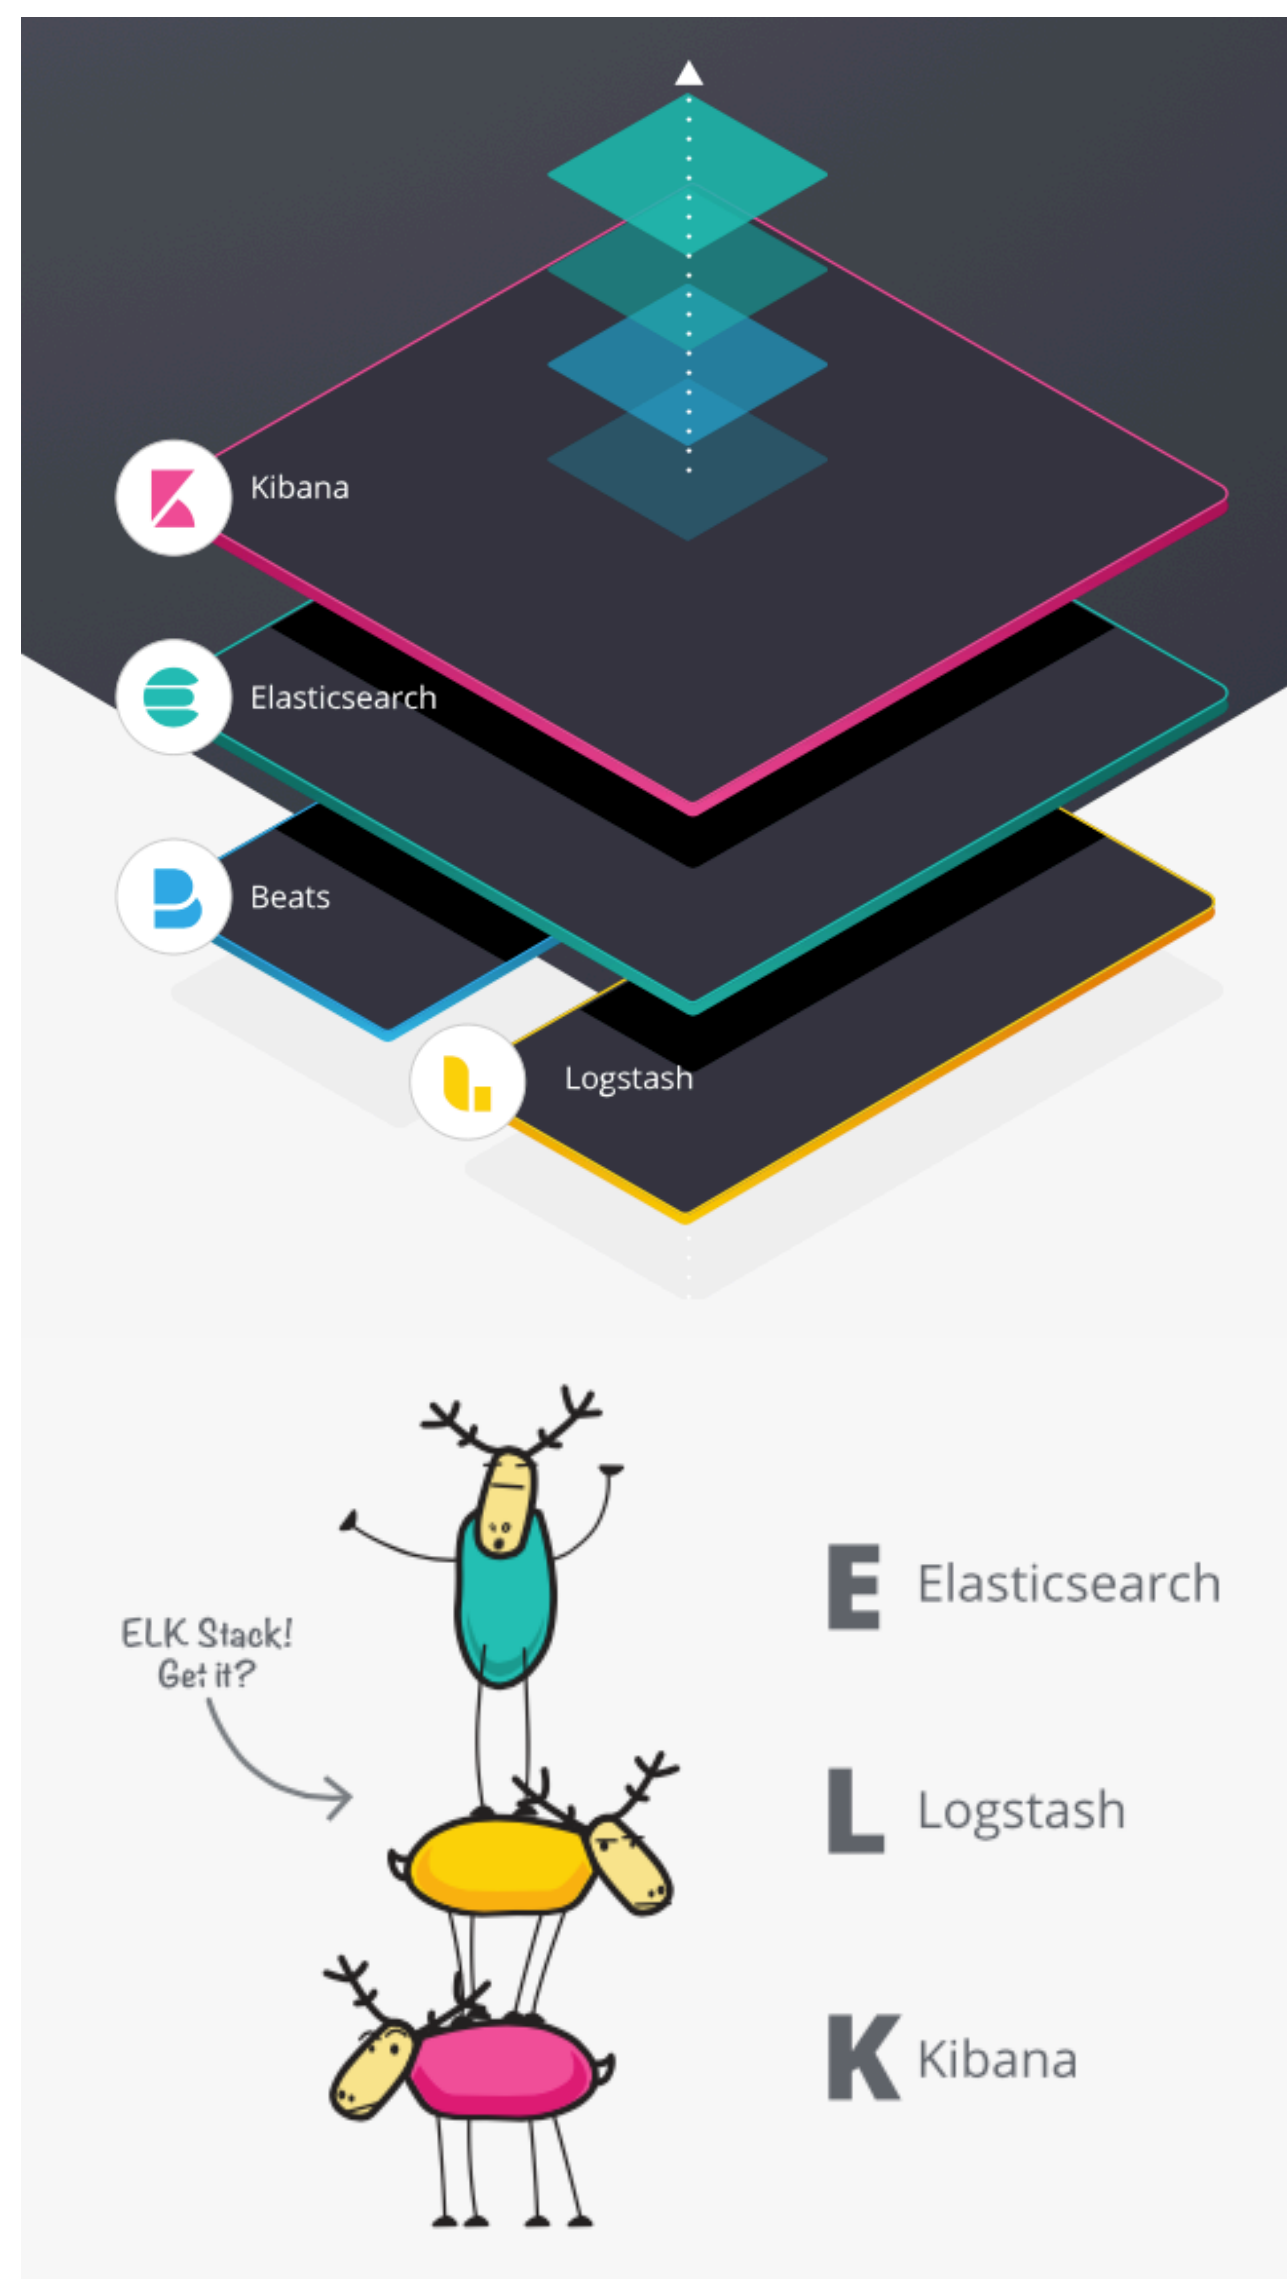 Kibana
Elasticsearch
Beats
Logstash
ELK Stack!
Get it?
E Elasticsearch
L Logstash
K Kibana